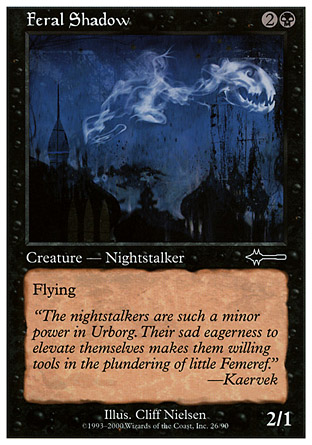 Feral Shadow 2
Creature — Nightstalker
Flying
“The nightstalkers are such a minor
power in Urborg. Their sad eagerness to
elevate themselves makes them willing
tools in the plundering of little Femeref.”
—Kaervek
Illus. Cliff Nielsen
©1993–2000 Wizards of the Coast, Inc. 26/90
2/1